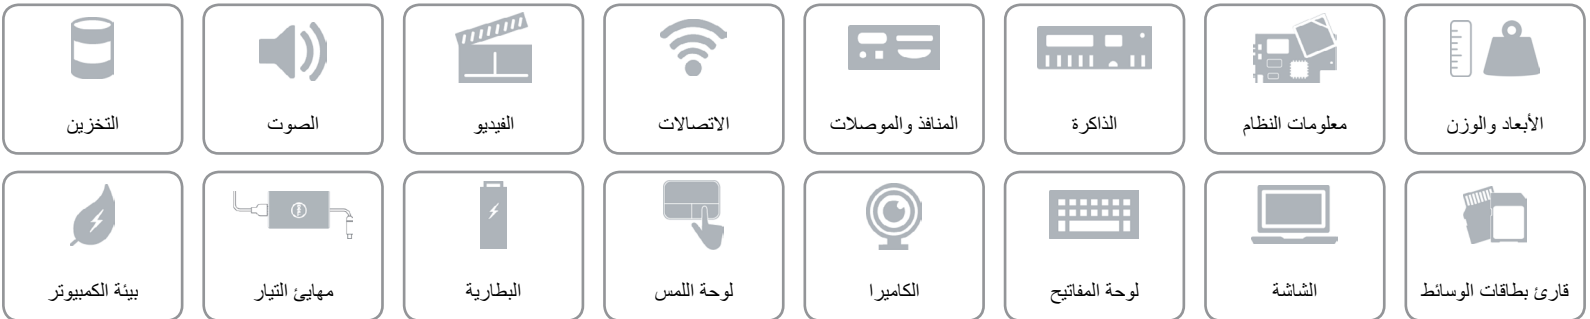 الأبعاد والوزن
معلومات النظام
الذاكرة
المنافذ والموصلات
الاتصالات
الفيديو
الصوت
التخزين
قارئ بطاقات الوسائط
الشاشة
لوحة المفاتيح
الكاميرا
لوحة اللمس
البطارية
مهايئ التيار
بيئة الكمبيوتر